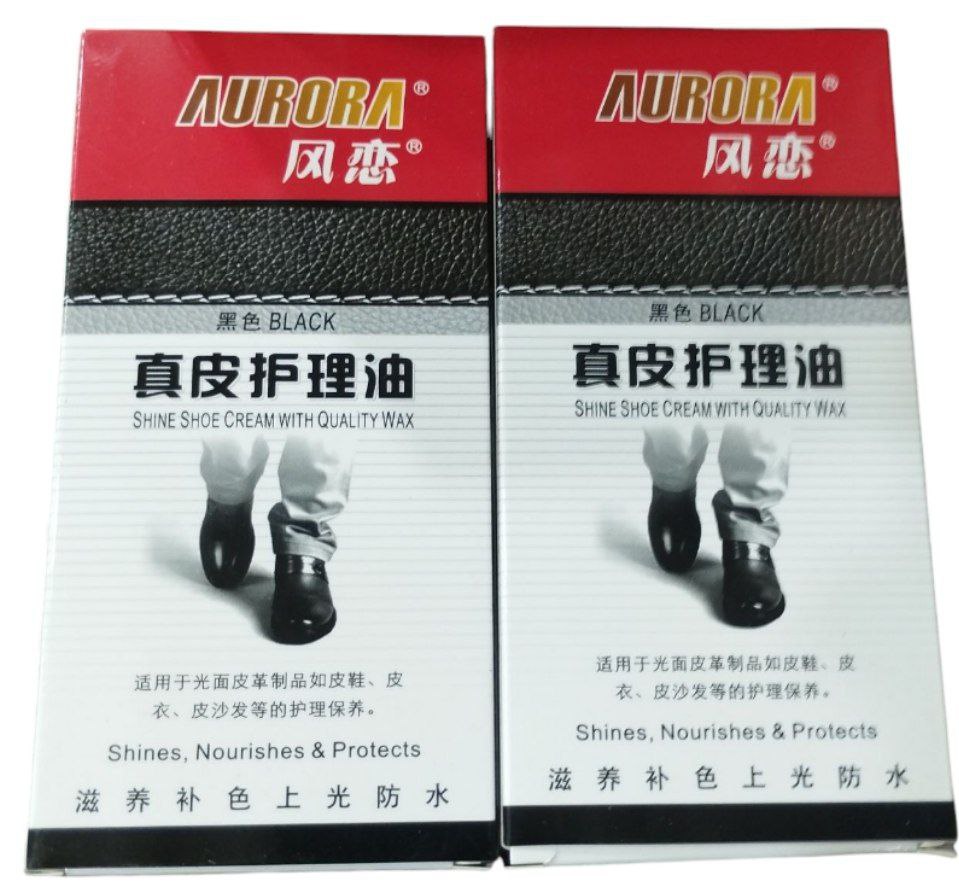 AURORA®
风恋®
黑色 BLACK
真皮护理油
SHINE SHOE CREAM WITH QUALITY WAX
适用于光面皮革制品如皮鞋、皮
衣、皮沙发等的护理保养。
Shines, Nourishes & Protects
滋养补色上光防水
AURORA®
风恋®
黑色 BLACK
真皮护理油
SHINE SHOE CREAM WITH QUALITY WAX
适用于光面皮革制品如皮鞋、皮
衣、皮沙发等的护理保养。
Shines, Nourishes & Protects
滋养补色上光防水